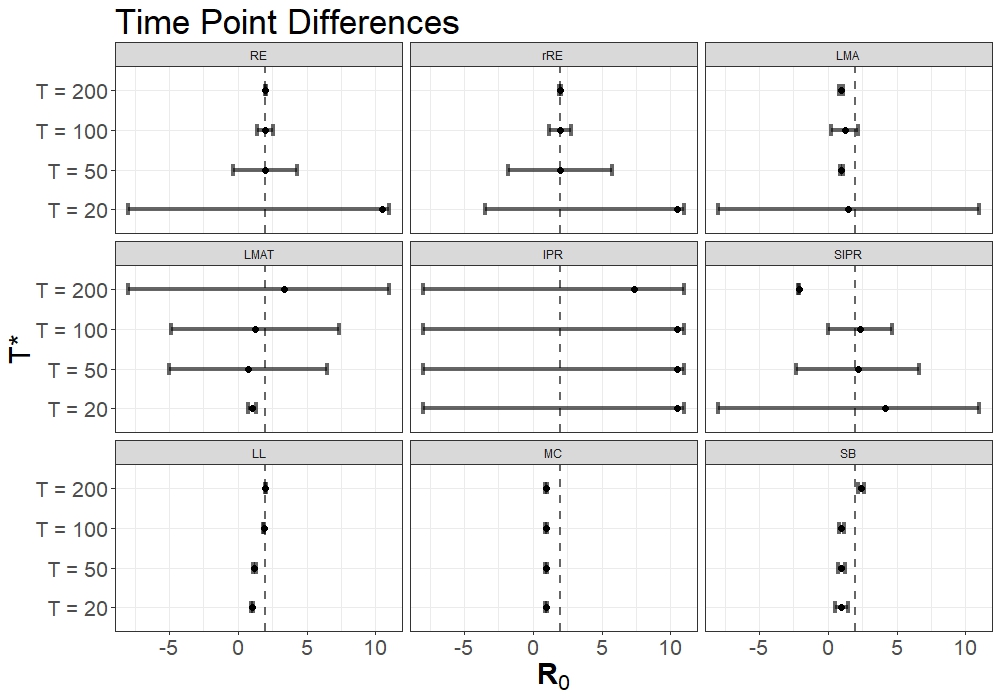 Time Point Differences
RE
rRE
LMA
T = 200
T = 100
T = 50
T = 20
LMAT
IPR
SIPR
T = 200
T = 100
T = 50
T = 20
LL
MC
SB
T = 200
T = 100
T = 50
T = 20
-5 0 5 10
-5 0 5 10
-5 0 5 10
T*
R₀